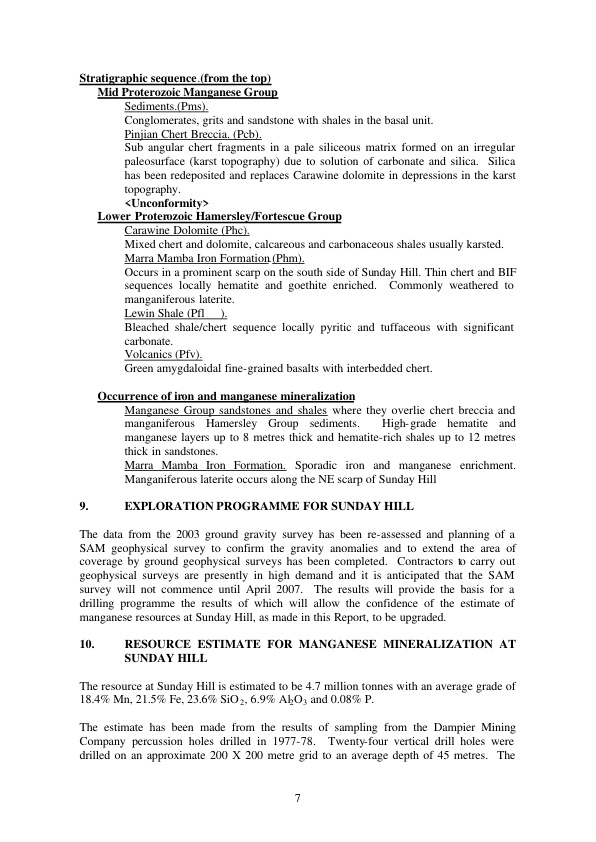 Stratigraphic sequence.(from the top)
Mid Proterozoic Manganese Group
Sediments.(Pms).
Conglomerates, grits and sandstone with shales in the basal unit.
Pinjian Chert Breccia. (Pcb).
Sub angular chert fragments in a pale siliceous matrix formed on an irregular
paleosurface (karst topography) due to solution of carbonate and silica. Silica
has been redeposited and replaces Carawine dolomite in depressions in the karst
topography.
<Unconformity>
Lower Proterozoic Hamersley/Fortescue Group
Carawine Dolomite (Phc).
Mixed chert and dolomite, calcareous and carbonaceous shales usually karsted.
Marra Mamba Iron Formation.(Phm).
Occurs in a prominent scarp on the south side of Sunday Hill. Thin chert and BIF
sequences locally hematite and goethite enriched. Commonly weathered to
manganiferous laterite.
Lewin Shale (Pfl ).
Bleached shale/chert sequence locally pyritic and tuffaceous with significant
carbonate.
Volcanics (Pfv).
Green amygdaloidal fine-grained basalts with interbedded chert.
Occurrence of iron and manganese mineralization
Manganese Group sandstones and shales where they overlie chert breccia and
manganiferous Hamersley Group sediments. High-grade hematite and
manganese layers up to 8 metres thick and hematite-rich shales up to 12 metres
thick in sandstones.
Marra Mamba Iron Formation. Sporadic iron and manganese enrichment.
Manganiferous laterite occurs along the NE scarp of Sunday Hill
9. EXPLORATION PROGRAMME FOR SUNDAY HILL
The data from the 2003 ground gravity survey has been re-assessed and planning of a
SAM geophysical survey to confirm the gravity anomalies and to extend the area of
coverage by ground geophysical surveys has been completed. Contractors to carry out
geophysical surveys are presently in high demand and it is anticipated that the SAM
survey will not commence until April 2007. The results will provide the basis for a
drilling programme the results of which will allow the confidence of the estimate of
manganese resources at Sunday Hill, as made in this Report, to be upgraded.
10. RESOURCE ESTIMATE FOR MANGANESE MINERALIZATION AT
SUNDAY HILL
The resource at Sunday Hill is estimated to be 4.7 million tonnes with an average grade of
18.4% Mn, 21.5% Fe, 23.6% SiO2, 6.9% Al2O3 and 0.08% P.
The estimate has been made from the results of sampling from the Dampier Mining
Company percussion holes drilled in 1977-78. Twenty-four vertical drill holes were
drilled on an approximate 200 X 200 metre grid to an average depth of 45 metres. The
7